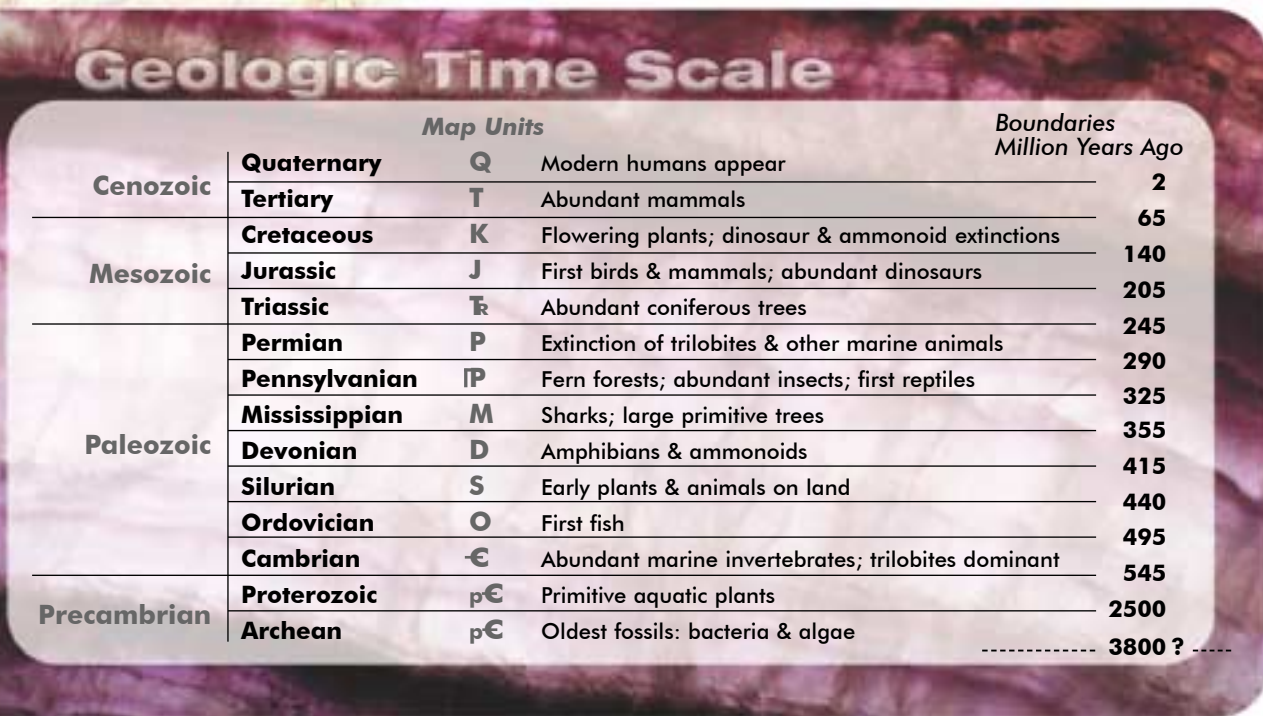 Geologic Time Scale
Map Units
Boundaries
Million Years Ago
Cenozoic
Quaternary Q Modern humans appear
2
Tertiary T Abundant mammals
65
Mesozoic
Cretaceous K Flowering plants; dinosaur & ammonoid extinctions
140
Jurassic J First birds & mammals; abundant dinosaurs
205
Triassic TR Abundant coniferous trees
245
Paleozoic
Permian P Extinction of trilobites & other marine animals
290
Pennsylvanian IP Fern forests; abundant insects; first reptiles
325
Mississippian M Sharks; large primitive trees
355
Devonian D Amphibians & ammonoids
415
Silurian S Early plants & animals on land
440
Ordovician O First fish
495
Cambrian -Є Abundant marine invertebrates; trilobites dominant
545
Precambrian
Proterozoic pЄ Primitive aquatic plants
2500
Archean pЄ Oldest fossils: bacteria & algae
3800 ?